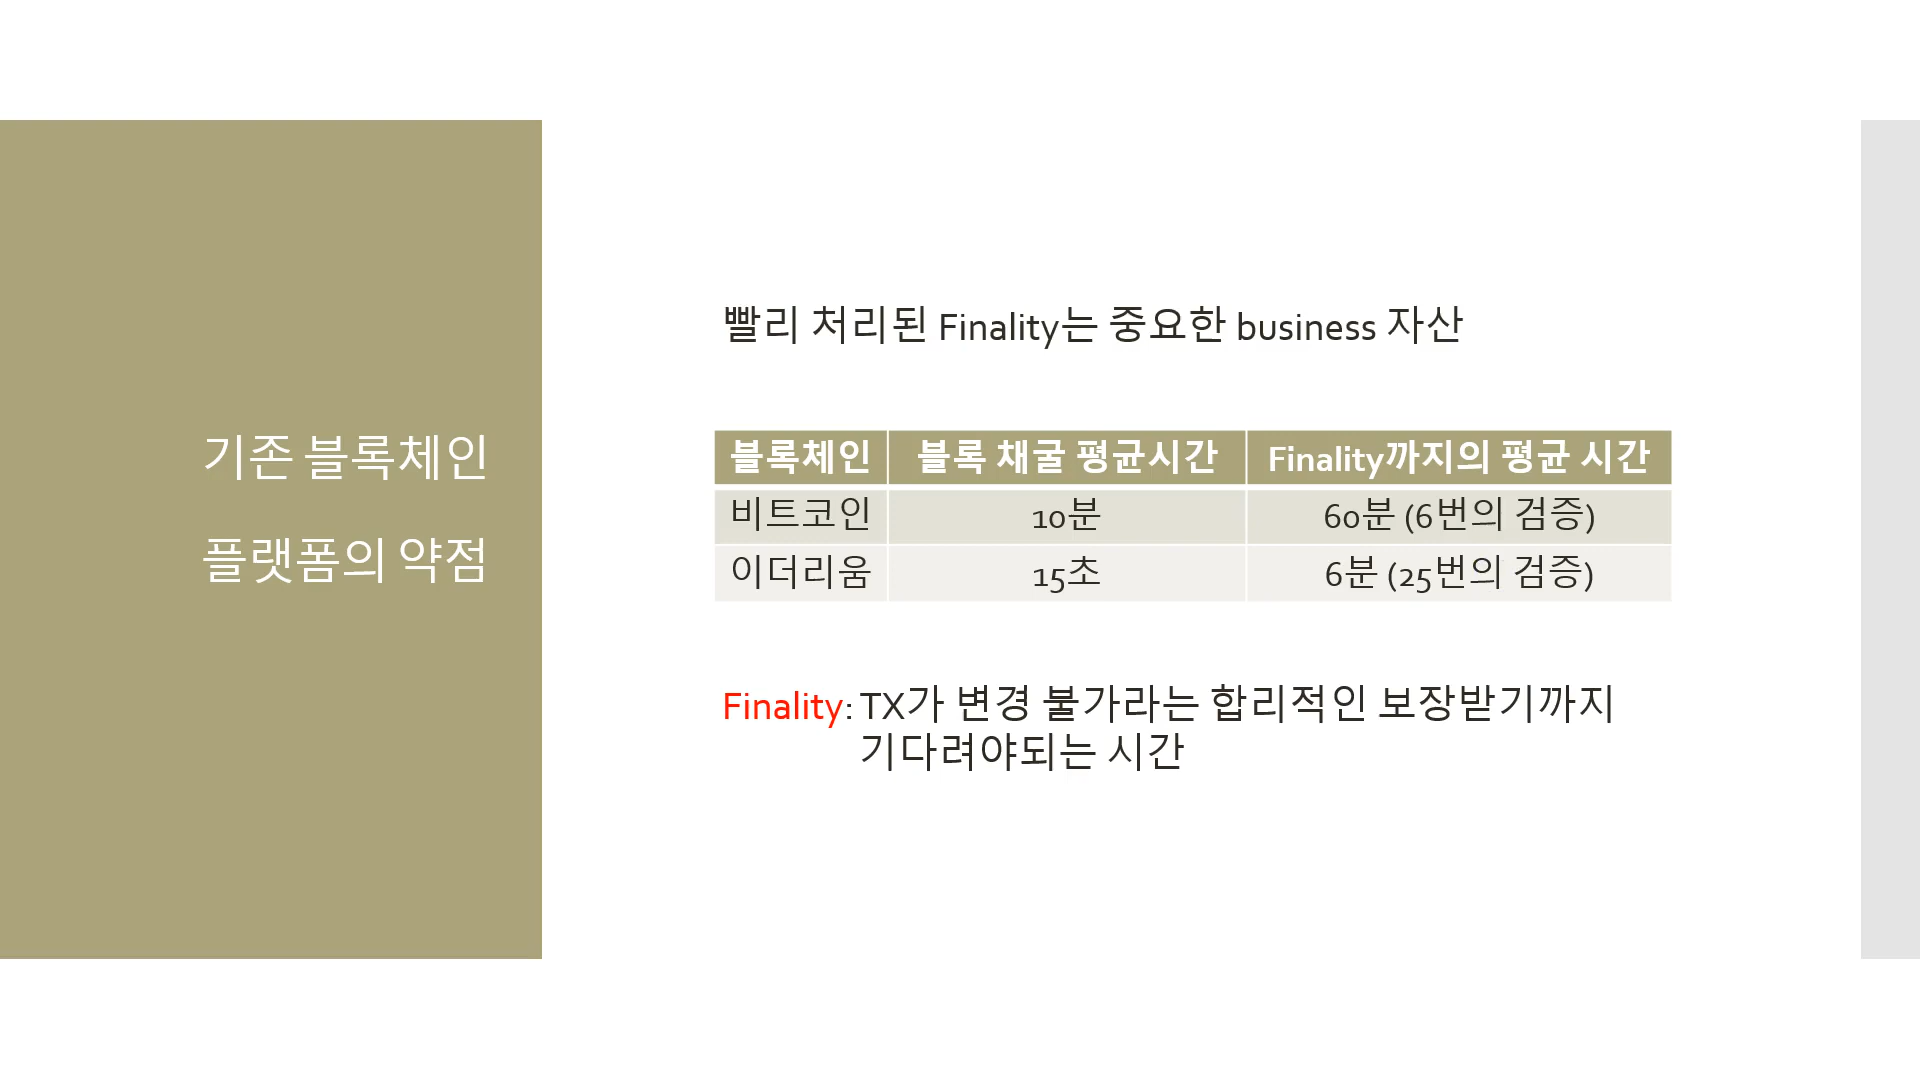 기존 블록체인
플랫폼의 약점
빨리 처리된 Finality는 중요한 business 자산
블록체인 블록 채굴 평균시간 Finality까지의 평균 시간
비트코인 10분 60분 (6번의 검증)
이더리움 15초 6분 (25번의 검증)
Finality: TX가 변경 불가라는 합리적인 보장받기까지
기다려야되는 시간